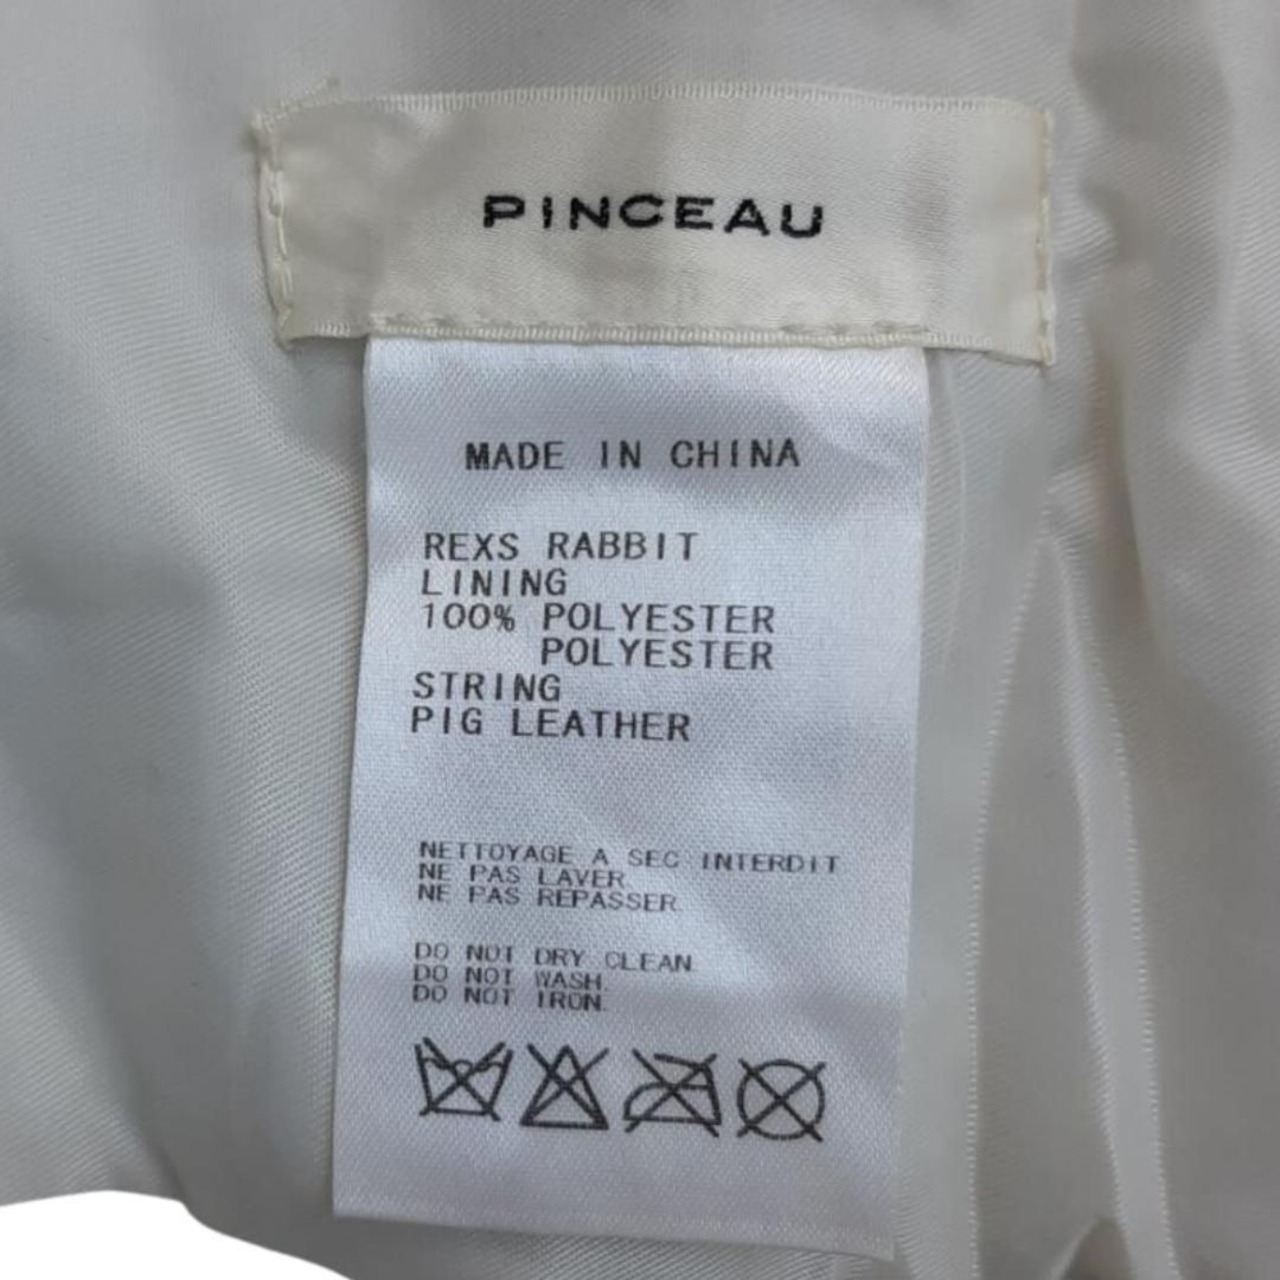 PINCEAU
MADE IN CHINA
REXS RABBIT
LINING
100% POLYESTER
POLYESTER
STRING
PIG LEATHER
NETTOYAGE A SEC INTERDIT
NE PAS LAVER.
NE PAS REPASSER.
DO NOT DRY CLEAN.
DO NOT WASH.
DO NOT IRON.